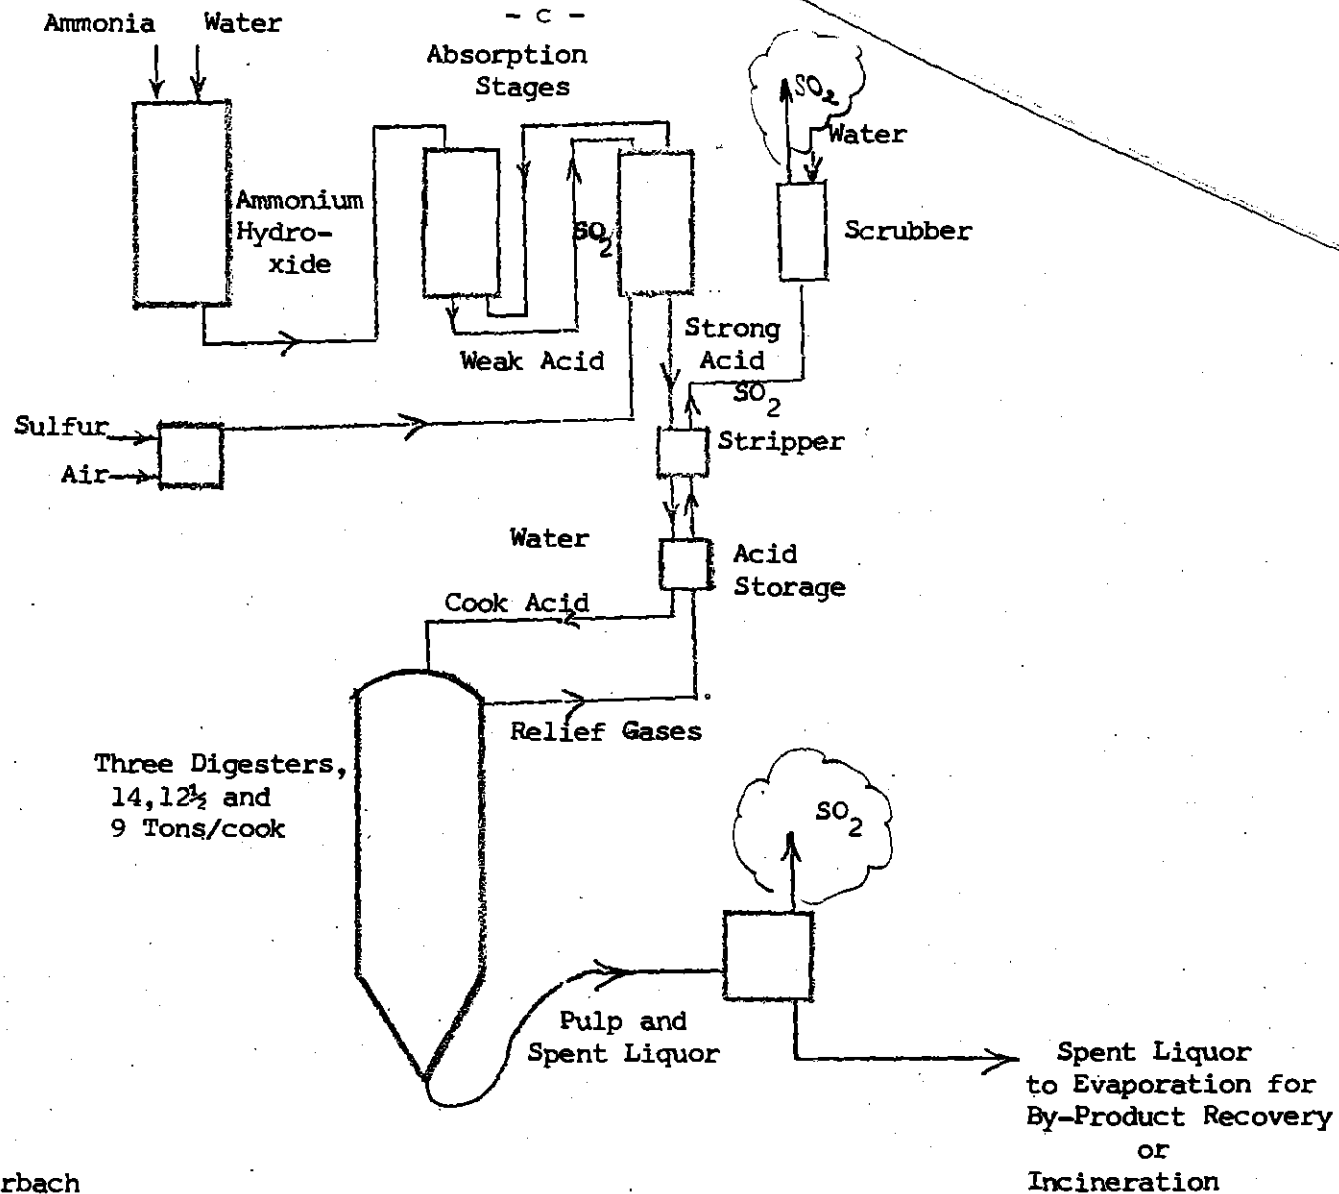 - c -
Ammonia Water
Absorption
Stages
SO2
Water
Ammonium
Hydro-
xide
SO2
Scrubber
Strong
Acid
Weak Acid
SO2
Sulfur
Stripper
Air
Water
Acid
Storage
Cook Acid
Relief Gases
Three Digesters,
14,12½ and
9 Tons/cook
SO2
Pulp and
Spent Liquor
Spent Liquor
to Evaporation for
By-Product Recovery
or
Incineration
rbach